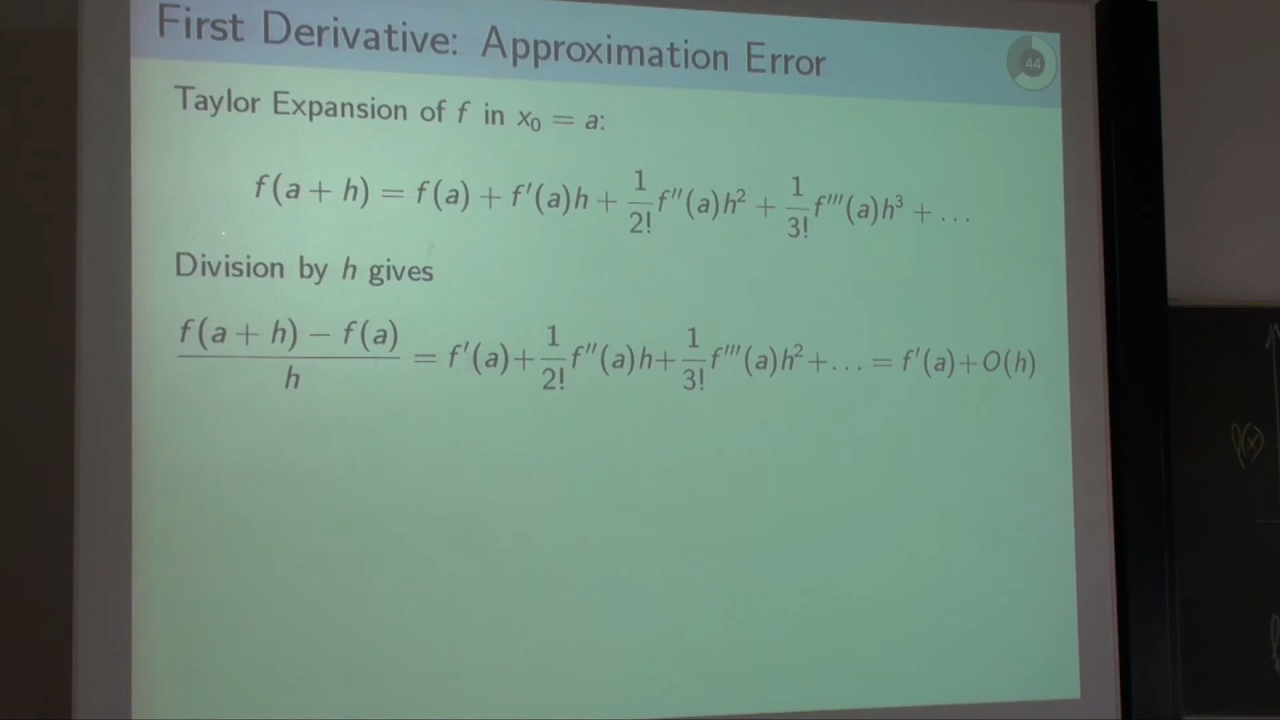 First Derivative: Approximation Error
44
Taylor Expansion of f in x₀ = a:
f(a + h) = f(a) + f′(a)h + 1/2! f″(a)h² + 1/3! f‴(a)h³ + ...
Division by h gives
f(a + h) − f(a) / h = f′(a) + 1/2! f″(a)h + 1/3! f‴(a)h² + ... = f′(a) + O(h)